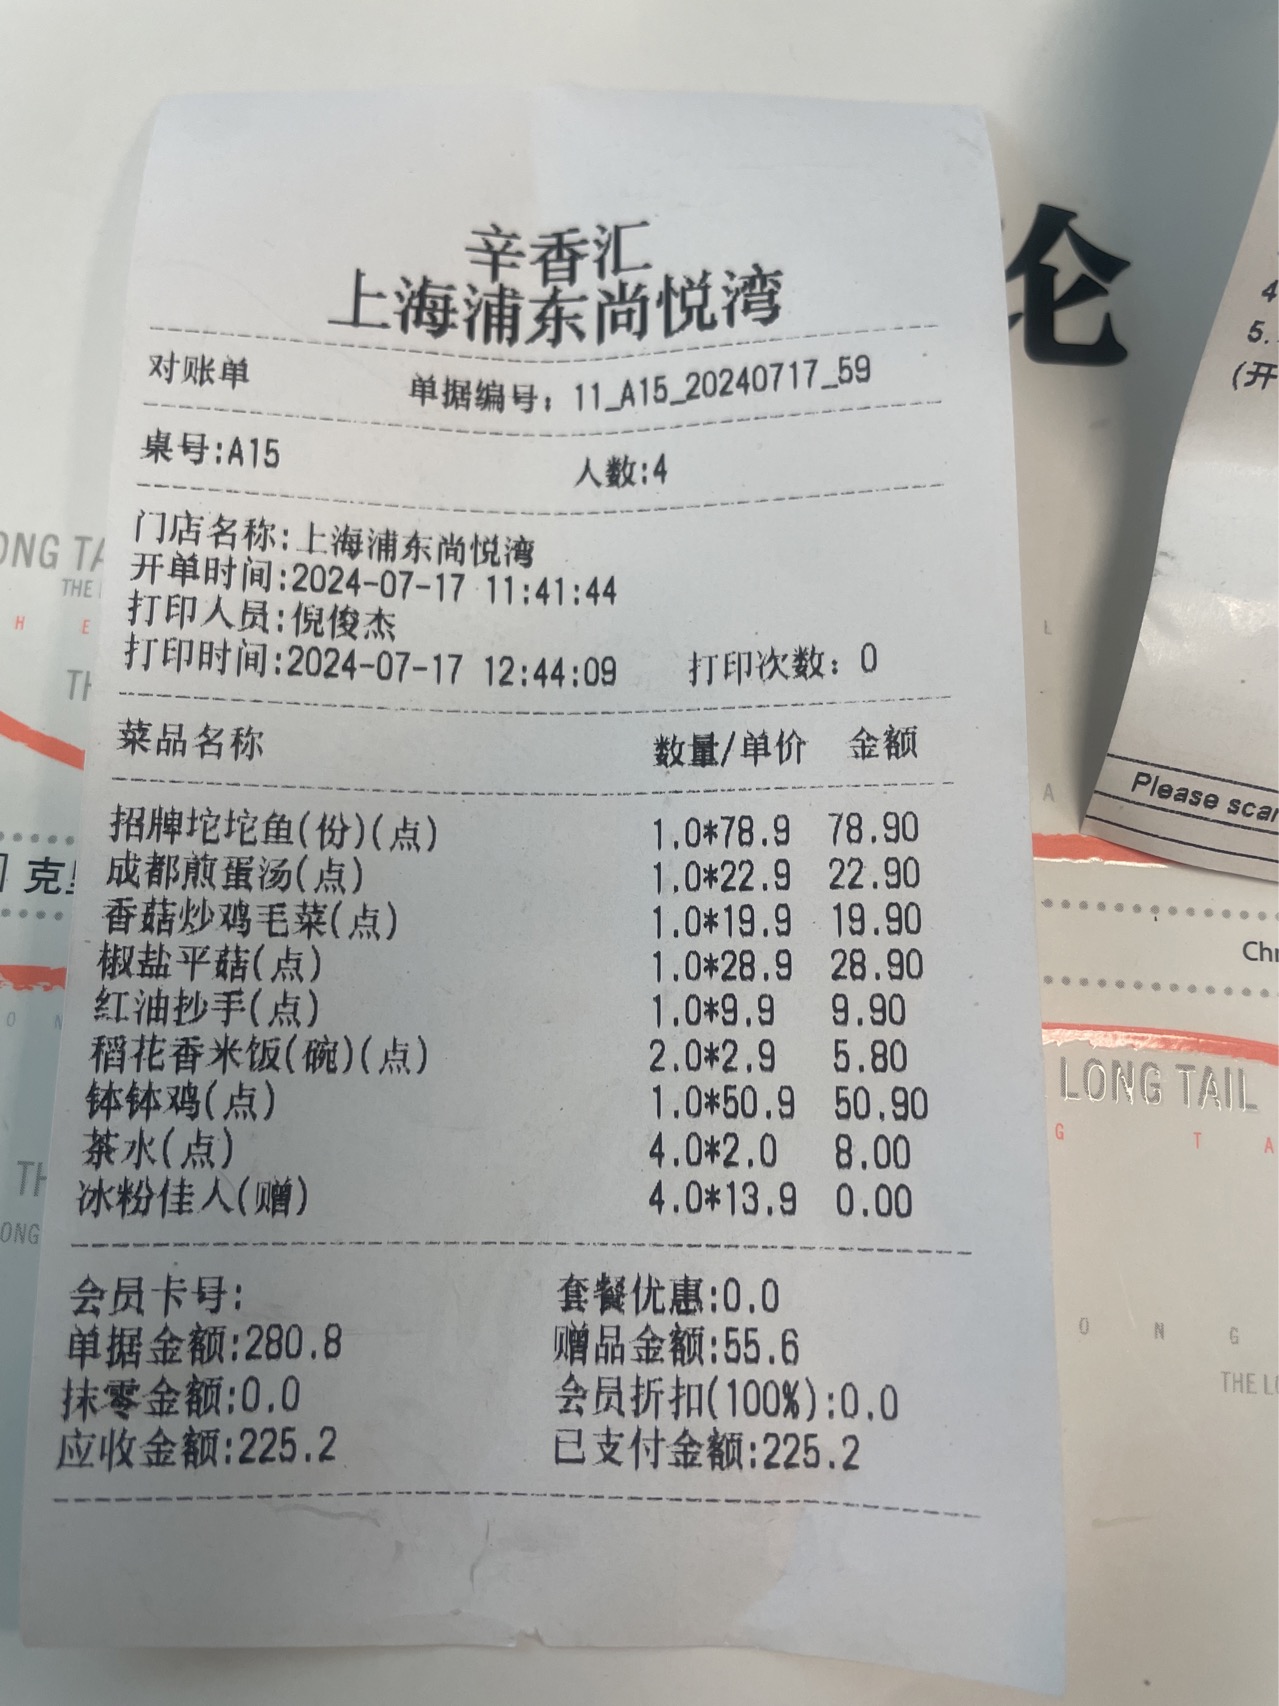 辛香汇
上海浦东尚悦湾
对账单 单据编号：11_A15_20240717_59
桌号:A15 人数:4
门店名称:上海浦东尚悦湾
开单时间:2024-07-17 11:41:44
打印人员:倪俊杰
打印时间:2024-07-17 12:44:09 打印次数：0
菜品名称 数量/单价 金额
招牌坨坨鱼(份)(点) 1.0*78.9 78.90
成都煎蛋汤(点) 1.0*22.9 22.90
香菇炒鸡毛菜(点) 1.0*19.9 19.90
椒盐平菇(点) 1.0*28.9 28.90
红油抄手(点) 1.0*9.9 9.90
稻花香米饭(碗)(点) 2.0*2.9 5.80
钵钵鸡(点) 1.0*50.9 50.90
茶水(点) 4.0*2.0 8.00
冰粉佳人(赠) 4.0*13.9 0.00
会员卡号: 套餐优惠:0.0
单据金额:280.8 赠品金额:55.6
抹零金额:0.0 会员折扣(100%):0.0
应收金额:225.2 已支付金额:225.2
论
4
5.
(开
Please scan
LONG TAIL
THE
克里
LONG TAIL